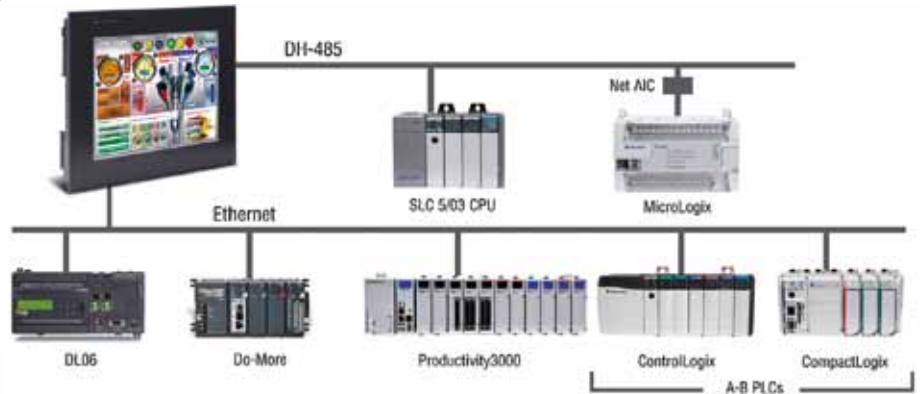 DH-485
Net AIC
SLC 5/03 CPU
MicroLogix
Ethernet
DL06
Do-More
Productivity3000
ControlLogix
CompactLogix
A-B PLCs